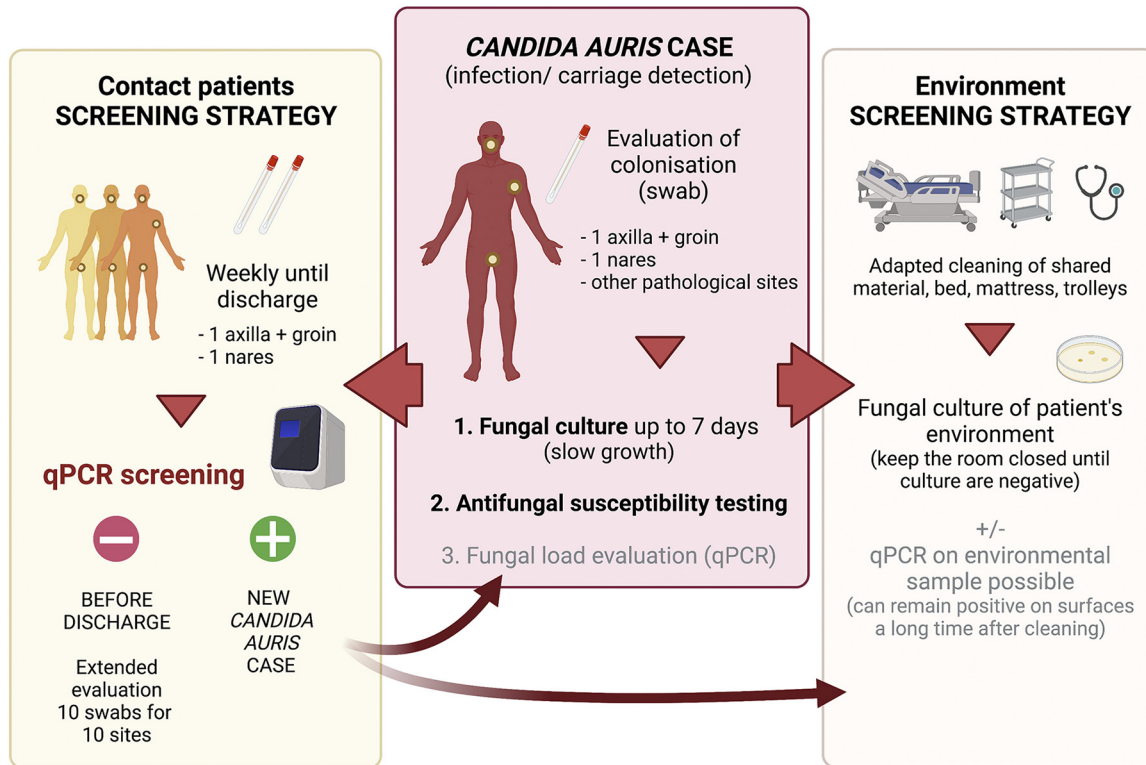 Contact patients
SCREENING STRATEGY
Weekly until
discharge
- 1 axilla + groin
- 1 nares
qPCR screening
BEFORE
DISCHARGE
Extended
evaluation
10 swabs for
10 sites
NEW
CANDIDA
AURIS
CASE
CANDIDA AURIS CASE
(infection/ carriage detection)
Evaluation of
colonisation
(swab)
- 1 axilla + groin
- 1 nares
- other pathological sites
1. Fungal culture up to 7 days
(slow growth)
2. Antifungal susceptibility testing
3. Fungal load evaluation (qPCR)
Environment
SCREENING STRATEGY
Adapted cleaning of shared
material, bed, mattress, trolleys
Fungal culture of patient's
environment
(keep the room closed until
culture are negative)
+/-
qPCR on environmental
sample possible
(can remain positive on surfaces
a long time after cleaning)